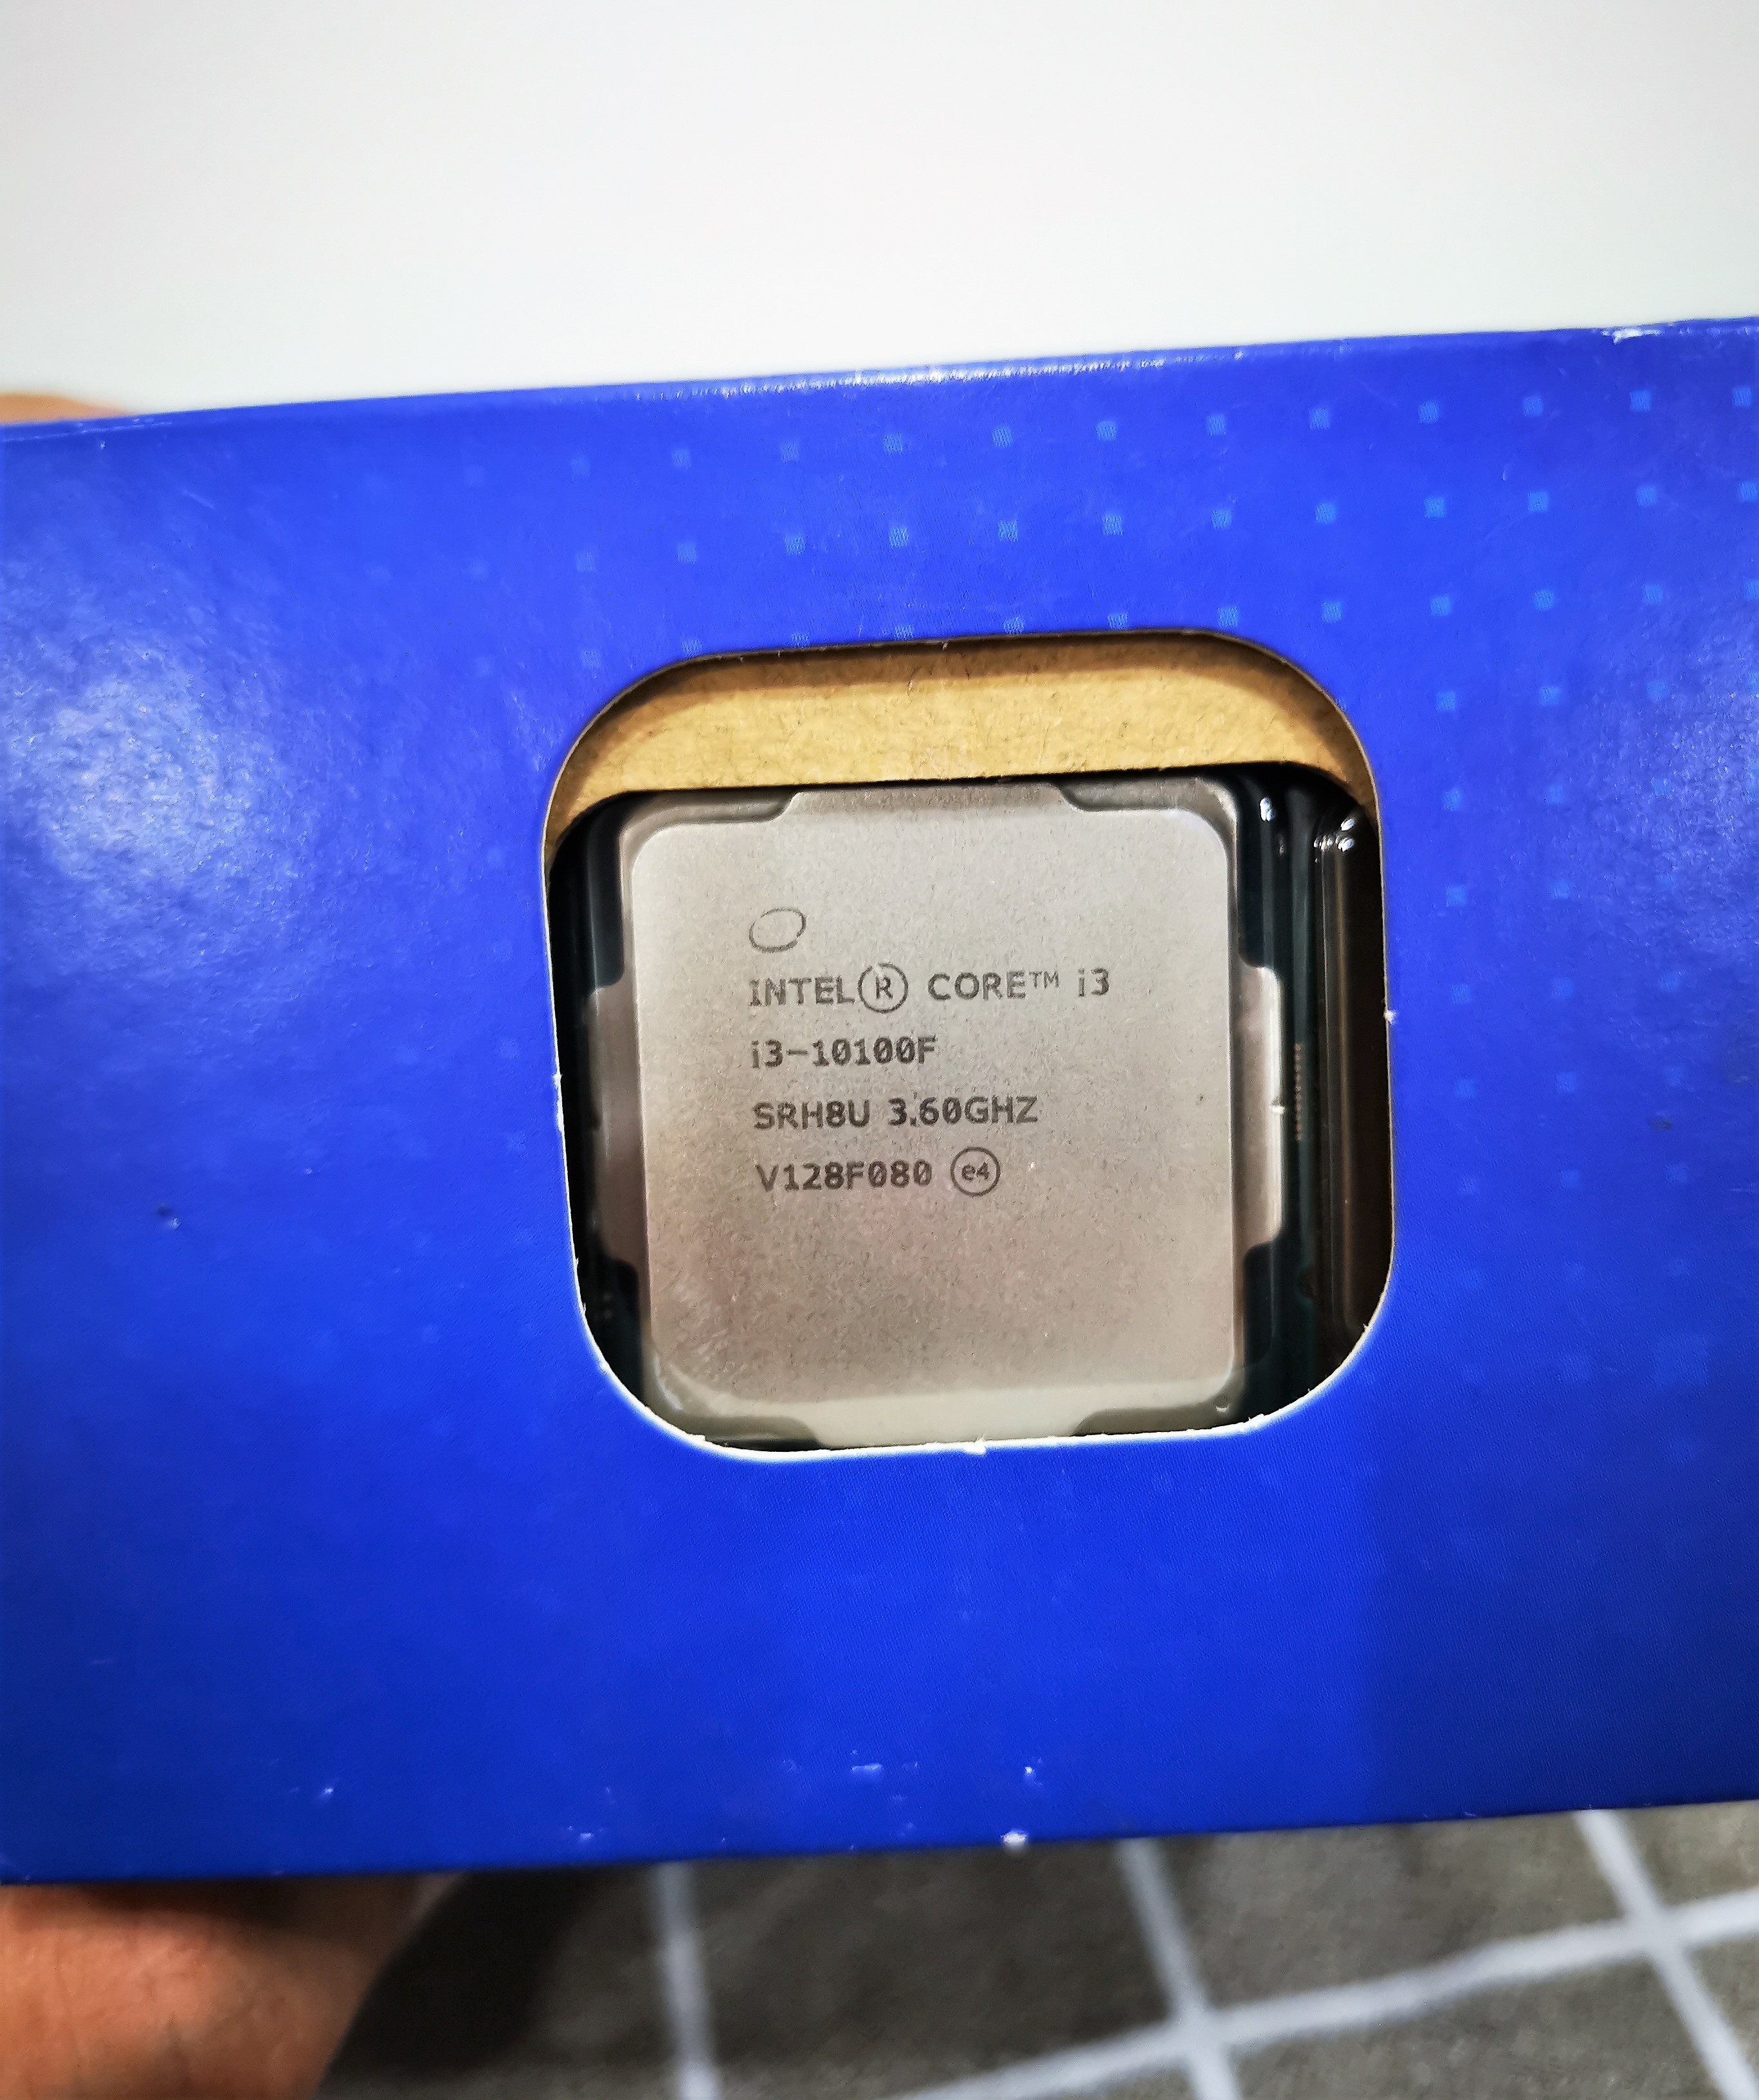 INTEL® CORE™ i3
i3-10100F
SRH8U 3.60GHZ
V128F080 e4